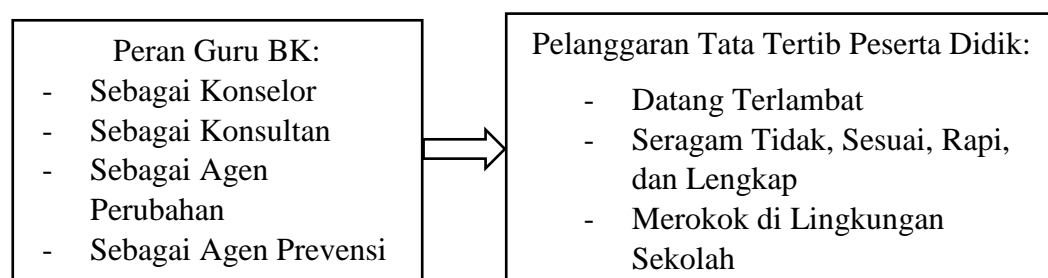 Peran Guru BK:
- Sebagai Konselor
- Sebagai Konsultan
- Sebagai Agen
Perubahan
- Sebagai Agen Prevensi
Pelanggaran Tata Tertib Peserta Didik:
- Datang Terlambat
- Seragam Tidak, Sesuai, Rapi,
dan Lengkap
- Merokok di Lingkungan
Sekolah